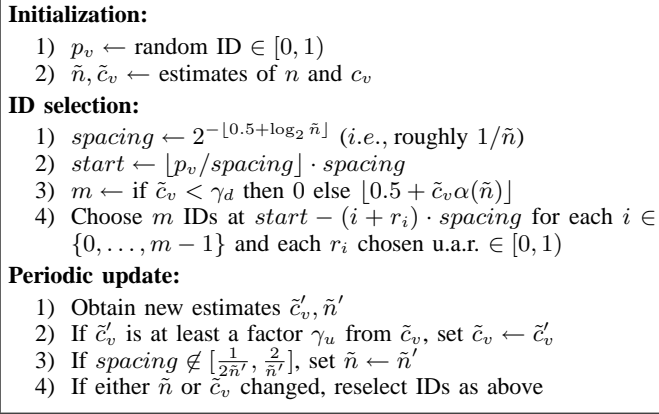 Initialization:
1) p_v ← random ID ∈ [0, 1)
2) ñ, c̃_v ← estimates of n and c_v
ID selection:
1) spacing ← 2^{−⌊0.5+log_2 ñ⌋} (i.e., roughly 1/ñ)
2) start ← ⌊p_v/spacing⌋ · spacing
3) m ← if c̃_v < γ_d then 0 else ⌊0.5 + c̃_v α(ñ)⌋
4) Choose m IDs at start − (i + r_i) · spacing for each i ∈
{0, . . . , m − 1} and each r_i chosen u.a.r. ∈ [0, 1)
Periodic update:
1) Obtain new estimates c̃′_v, ñ′
2) If c̃′_v is at least a factor γ_u from c̃_v, set c̃_v ← c̃′_v
3) If spacing ∉ [1/(2ñ′), 2/ñ′], set ñ ← ñ′
4) If either ñ or c̃_v changed, reselect IDs as above